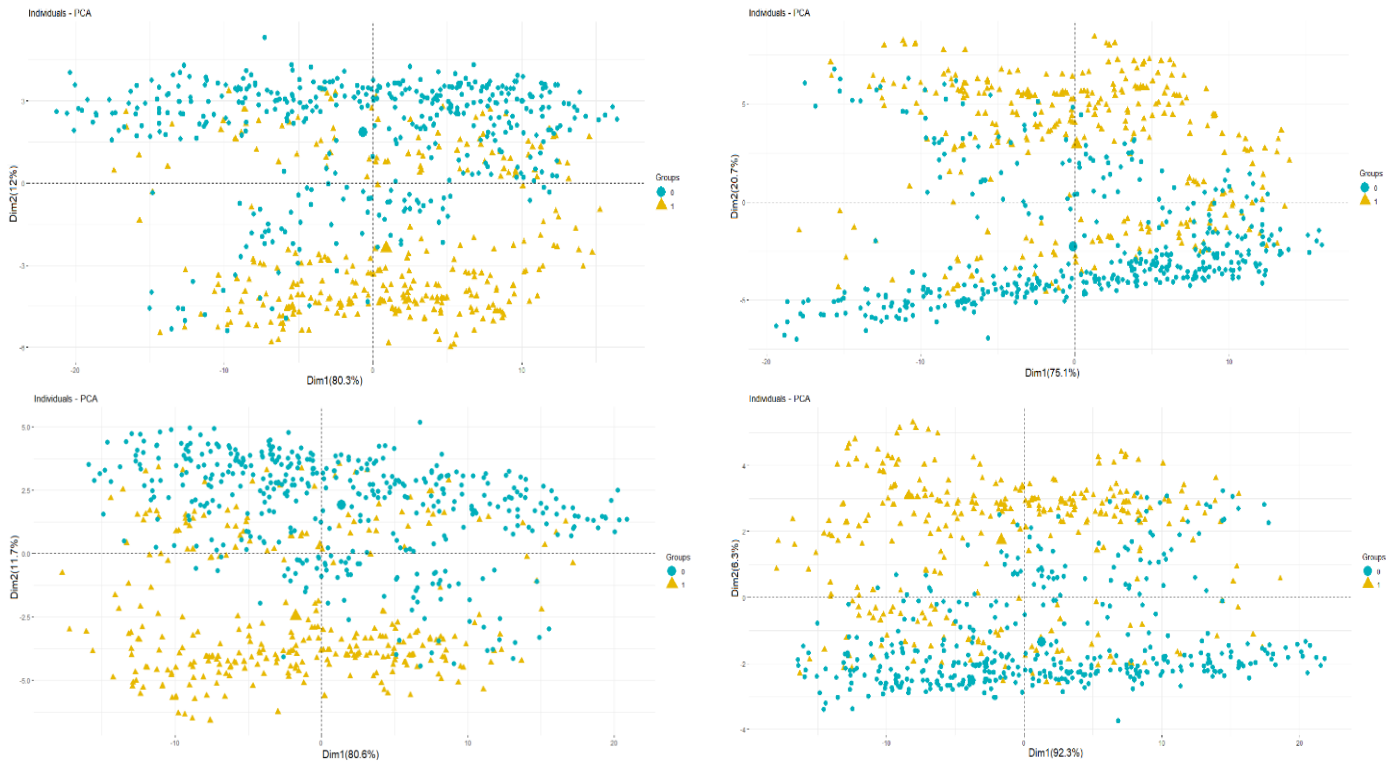 Individuals - PCA
3
0
-3
-6
-20
-10
0
10
Dim2(12%)
Dim1(80.3%)
Groups
0
1
Individuals - PCA
5
0
-5
-20
-10
0
10
Dim2(20.7%)
Dim1(75.1%)
Groups
0
1
Individuals - PCA
5.0
2.5
0.0
-2.5
-5.0
-10
0
10
20
Dim2(11.7%)
Dim1(80.6%)
Groups
0
1
Individuals - PCA
4
2
0
-2
-4
-10
0
10
20
Dim2(6.3%)
Dim1(92.3%)
Groups
0
1